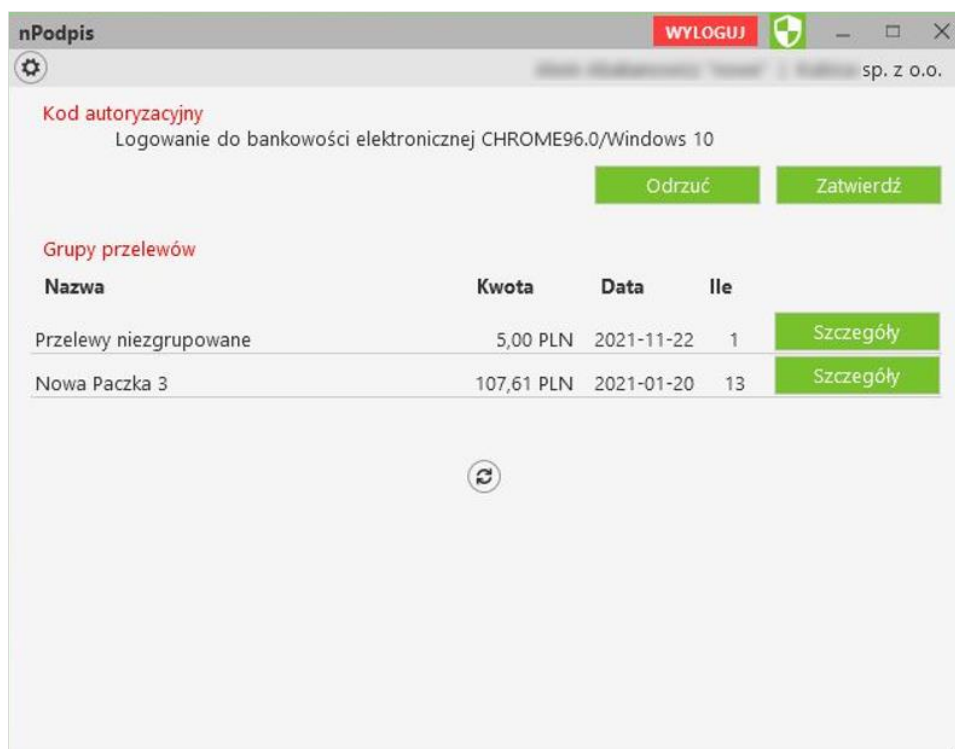 nPodpis WYLOGUJ
sp. z o.o.
Kod autoryzacyjny
Logowanie do bankowości elektronicznej CHROME96.0/Windows 10
Odrzuć Zatwierdź
Grupy przelewów
Nazwa Kwota Data Ile
Przelewy niezgrupowane 5,00 PLN 2021-11-22 1 Szczegóły
Nowa Paczka 3 107,61 PLN 2021-01-20 13 Szczegóły